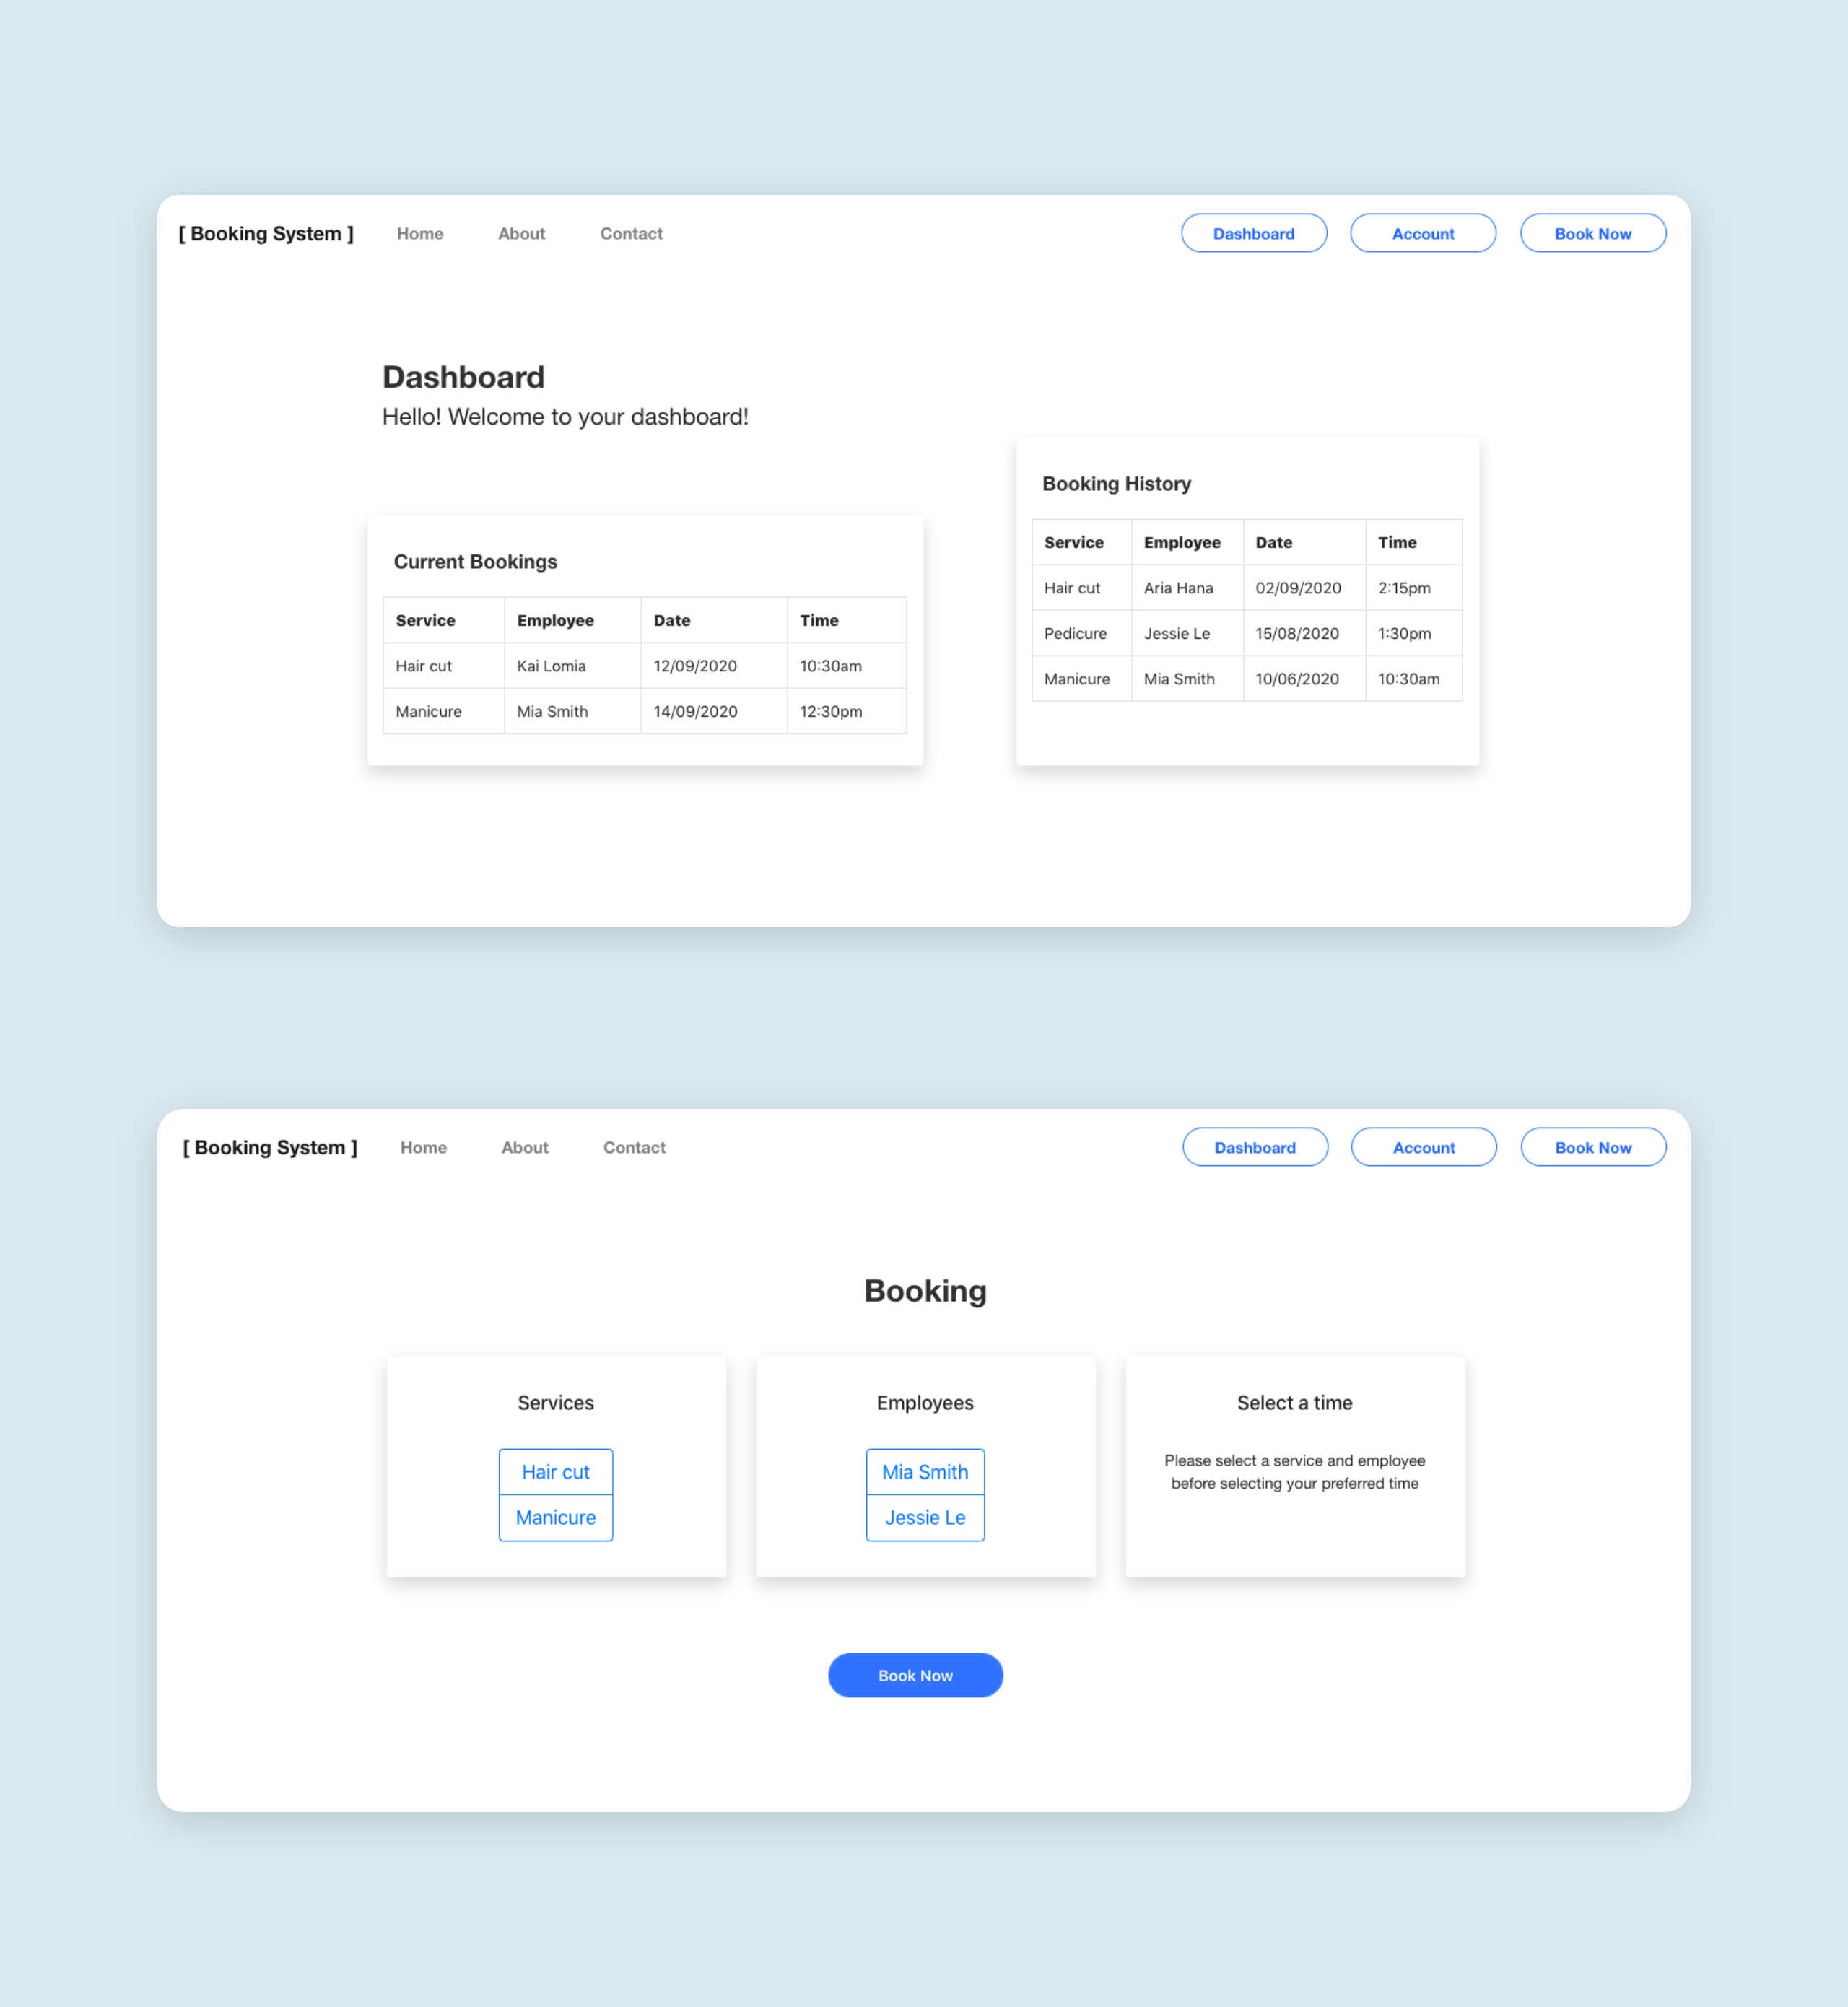 [ Booking System ] Home About Contact Dashboard Account Book Now
Dashboard
Hello! Welcome to your dashboard!
Current Bookings
Service Employee Date Time
Hair cut Kai Lomia 12/09/2020 10:30am
Manicure Mia Smith 14/09/2020 12:30pm
Booking History
Service Employee Date Time
Hair cut Aria Hana 02/09/2020 2:15pm
Pedicure Jessie Le 15/08/2020 1:30pm
Manicure Mia Smith 10/06/2020 10:30am
[ Booking System ] Home About Contact Dashboard Account Book Now
Booking
Services
Hair cut
Manicure
Employees
Mia Smith
Jessie Le
Select a time
Please select a service and employee
before selecting your preferred time
Book Now